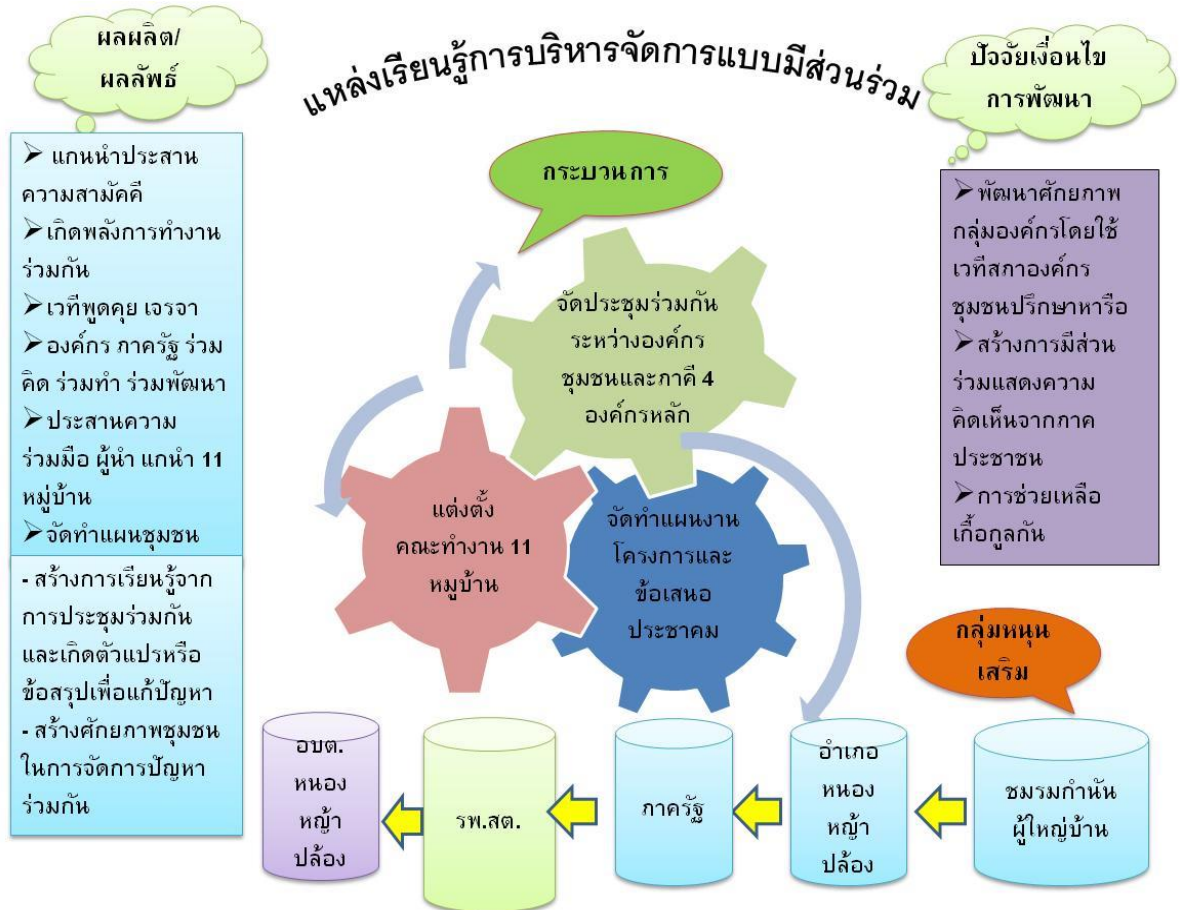 ผลผลิต/
ผลลัพธ์
แหล่งเรียนรู้การบริหารจัดการแบบมีส่วนร่วม
ปัจจัยเงื่อนไข
การพัฒนา
➢ แกนนำประสาน
ความสามัคคี
➢เกิดพลังการทำงาน
ร่วมกัน
➢เวทีพูดคุย เจรจา
➢องค์กร ภาครัฐ ร่วม
คิด ร่วมทำ ร่วมพัฒนา
➢ประสานความ
ร่วมมือ ผู้นำ แกนนำ 11
หมู่บ้าน
➢จัดทำแผนชุมชน
- สร้างการเรียนรู้จาก
การประชุมร่วมกัน
และเกิดตัวแปรหรือ
ข้อสรุปเพื่อแก้ปัญหา
- สร้างศักยภาพชุมชน
ในการจัดการปัญหา
ร่วมกัน
กระบวนการ
จัดประชุมร่วมกัน
ระหว่างองค์กร
ชุมชนและภาคี 4
องค์กรหลัก
แต่งตั้ง
คณะทำงาน 11
หมูบ้าน
จัดทำแผนงาน
โครงการและ
ข้อเสนอ
ประชาคม
➢พัฒนาศักยภาพ
กลุ่มองค์กรโดยใช้
เวทีสภาองค์กร
ชุมชนปรึกษาหารือ
➢สร้างการมีส่วน
ร่วมแสดงความ
คิดเห็นจากภาค
ประชาชน
➢การช่วยเหลือ
เกื้อกูลกัน
กลุ่มหนุน
เสริม
อบต.
หนอง
หญ้า
ปล้อง
รพ.สต.
ภาครัฐ
อำเภอ
หนอง
หญ้า
ปล้อง
ชมรมกำนัน
ผู้ใหญ่บ้าน